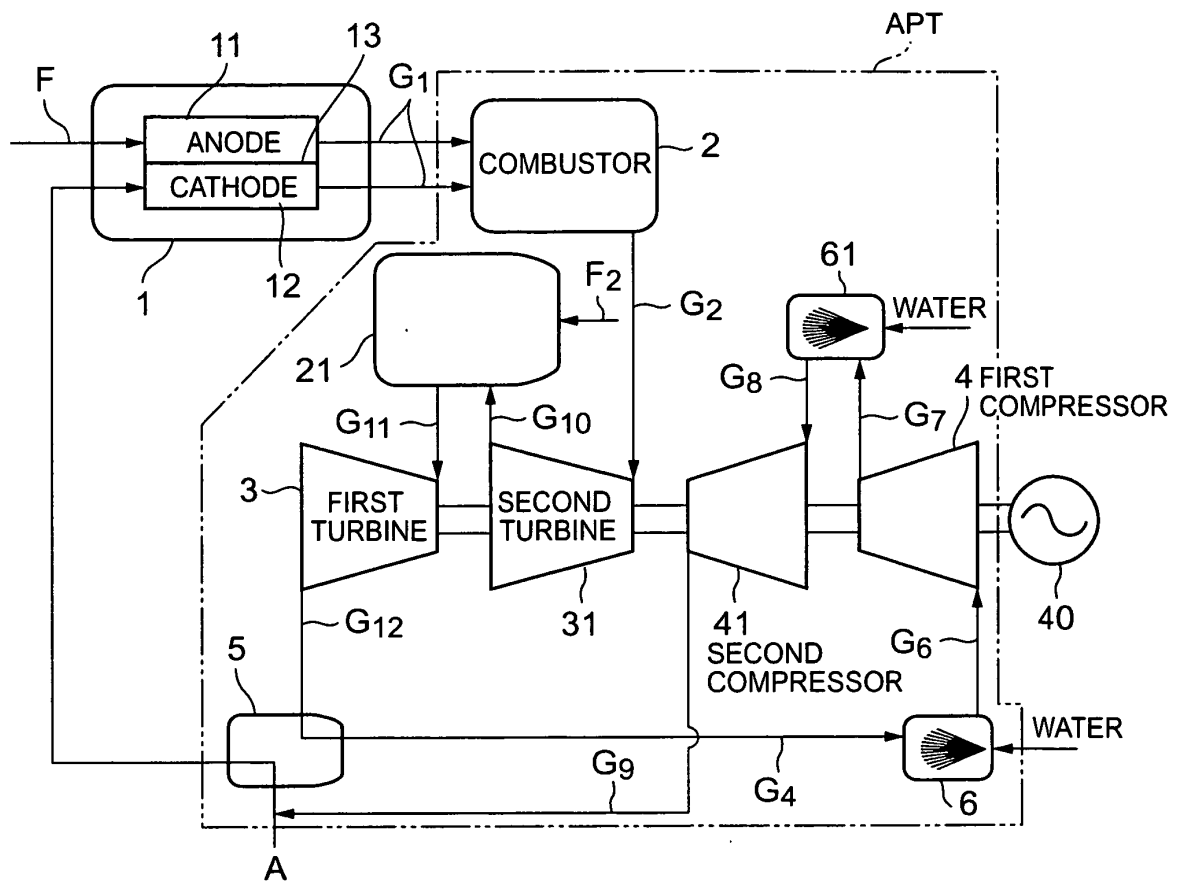 APT
11
13
F
G1
ANODE
COMBUSTOR
2
CATHODE
1
12
61
F2
G2
WATER
21
G8
4 FIRST
COMPRESSOR
G11
G10
G7
3
FIRST
TURBINE
SECOND
TURBINE
G12
31
41
SECOND
COMPRESSOR
G6
40
5
WATER
G9
G4
6
A